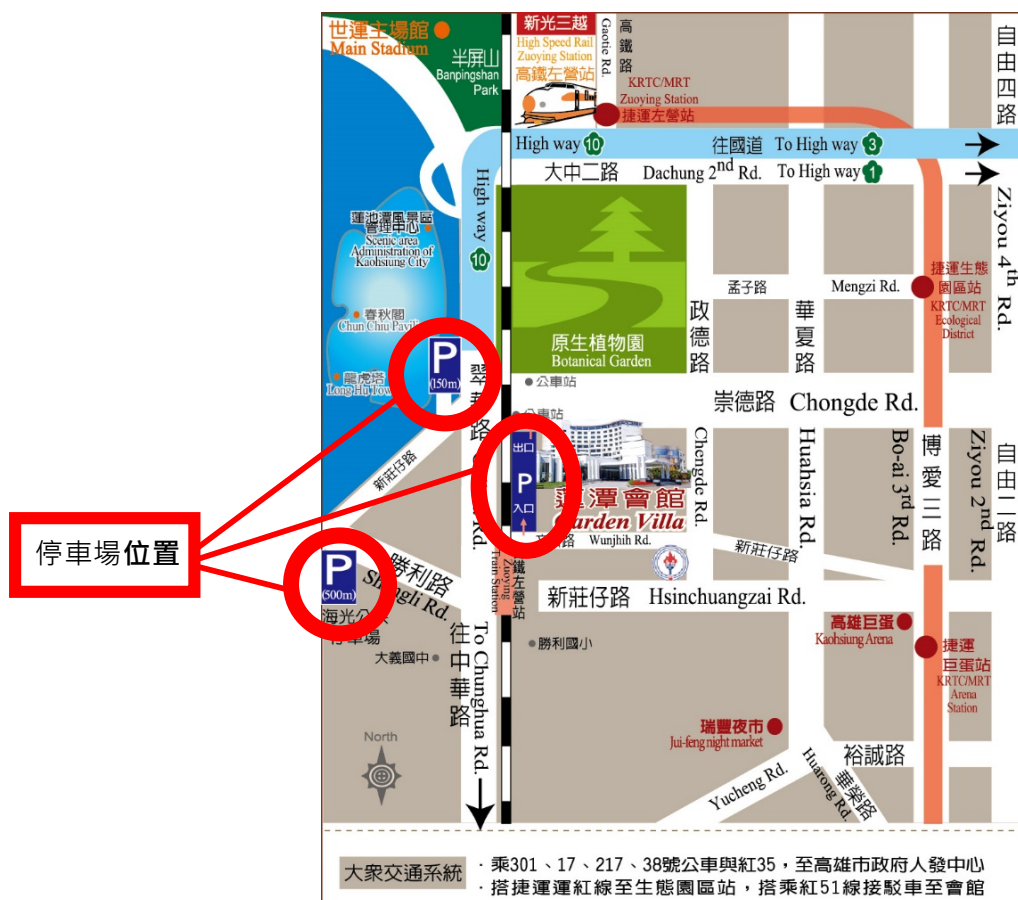 世運主場館
Main Stadium
半屏山
Banpingshan
Park
新光三越
High Speed Rail
Zuoying Station
高鐵左營站
Gaotie Rd.
高鐵路
KRTC/MRT
Zuoying Station
捷運左營站
自由四路
High way 10
往國道 To High way 3
大中二路 Dachung 2nd Rd. To High way 1
High way 10
Ziyou 4th Rd.
蓮池潭風景區
管理中心
Scenic area
Administration of
Kaohsiung City
春秋閣
Chun Chiu Pavili
龍虎塔
Long Hu Tow
P
(150m)
翠華路
Rd.
原生植物園
Botanical Garden
政德路
孟子路 Mengzi Rd.
華夏路
捷運生態
園區站
KRTC/MRT
Ecological
District
公車站
公車站
崇德路 Chongde Rd.
出口
P
入口
蓮潭會館
Garden Villa
Chengde Rd.
Huahsia Rd.
Bo-ai 3rd Rd.
博愛三路
Ziyou 2nd Rd.
自由二路
新莊仔路
路 Wunjhih Rd.
新莊仔路
停車場位置
P
(500m)
海光公
停車場
勝利路
Shengli Rd.
Zuoying
Train Station
鐵左營站
新莊仔路 Hsinchuangzai Rd.
大義國中
往中華路
To Chunghua Rd.
勝利國小
高雄巨蛋
Kaohsiung Arena
捷運
巨蛋站
KRTC/MRT
Arena
Station
瑞豐夜市
Jui-feng night market
North
裕誠路
Yucheng Rd.
Huarong Rd.
華榮路
大眾交通系統
・乘301、17、217、38號公車與紅35，至高雄市政府人發中心
・搭捷運運紅線至生態園區站，搭乘紅51線接駁車至會館